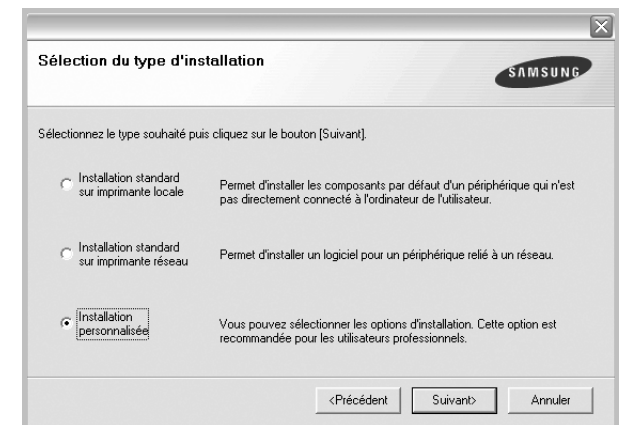 Sélection du type d'installation
SAMSUNG
Sélectionnez le type souhaité puis cliquez sur le bouton [Suivant].
Installation standard
sur imprimante locale
Permet d'installer les composants par défaut d'un périphérique qui n'est
pas directement connecté à l'ordinateur de l'utilisateur.
Installation standard
sur imprimante réseau
Permet d'installer un logiciel pour un périphérique relié à un réseau.
Installation
personnalisée
Vous pouvez sélectionner les options d'installation. Cette option est
recommandée pour les utilisateurs professionnels.
<Précédent
Suivant>
Annuler